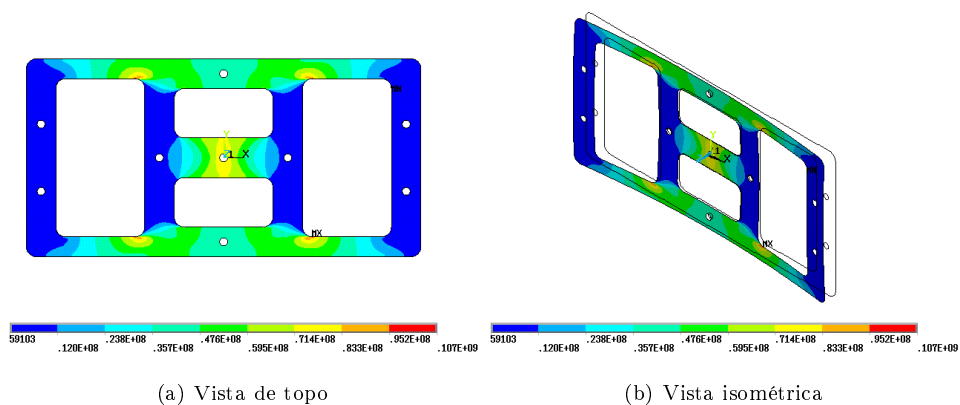 MN
Y
1 X
MX
59103 .238E+08 .476E+08 .714E+08 .952E+08
.120E+08 .357E+08 .595E+08 .833E+08 .107E+09
(a) Vista de topo
MN
Y
1
X
MX
59103 .238E+08 .476E+08 .714E+08 .952E+08
.120E+08 .357E+08 .595E+08 .833E+08 .107E+09
(b) Vista isométrica